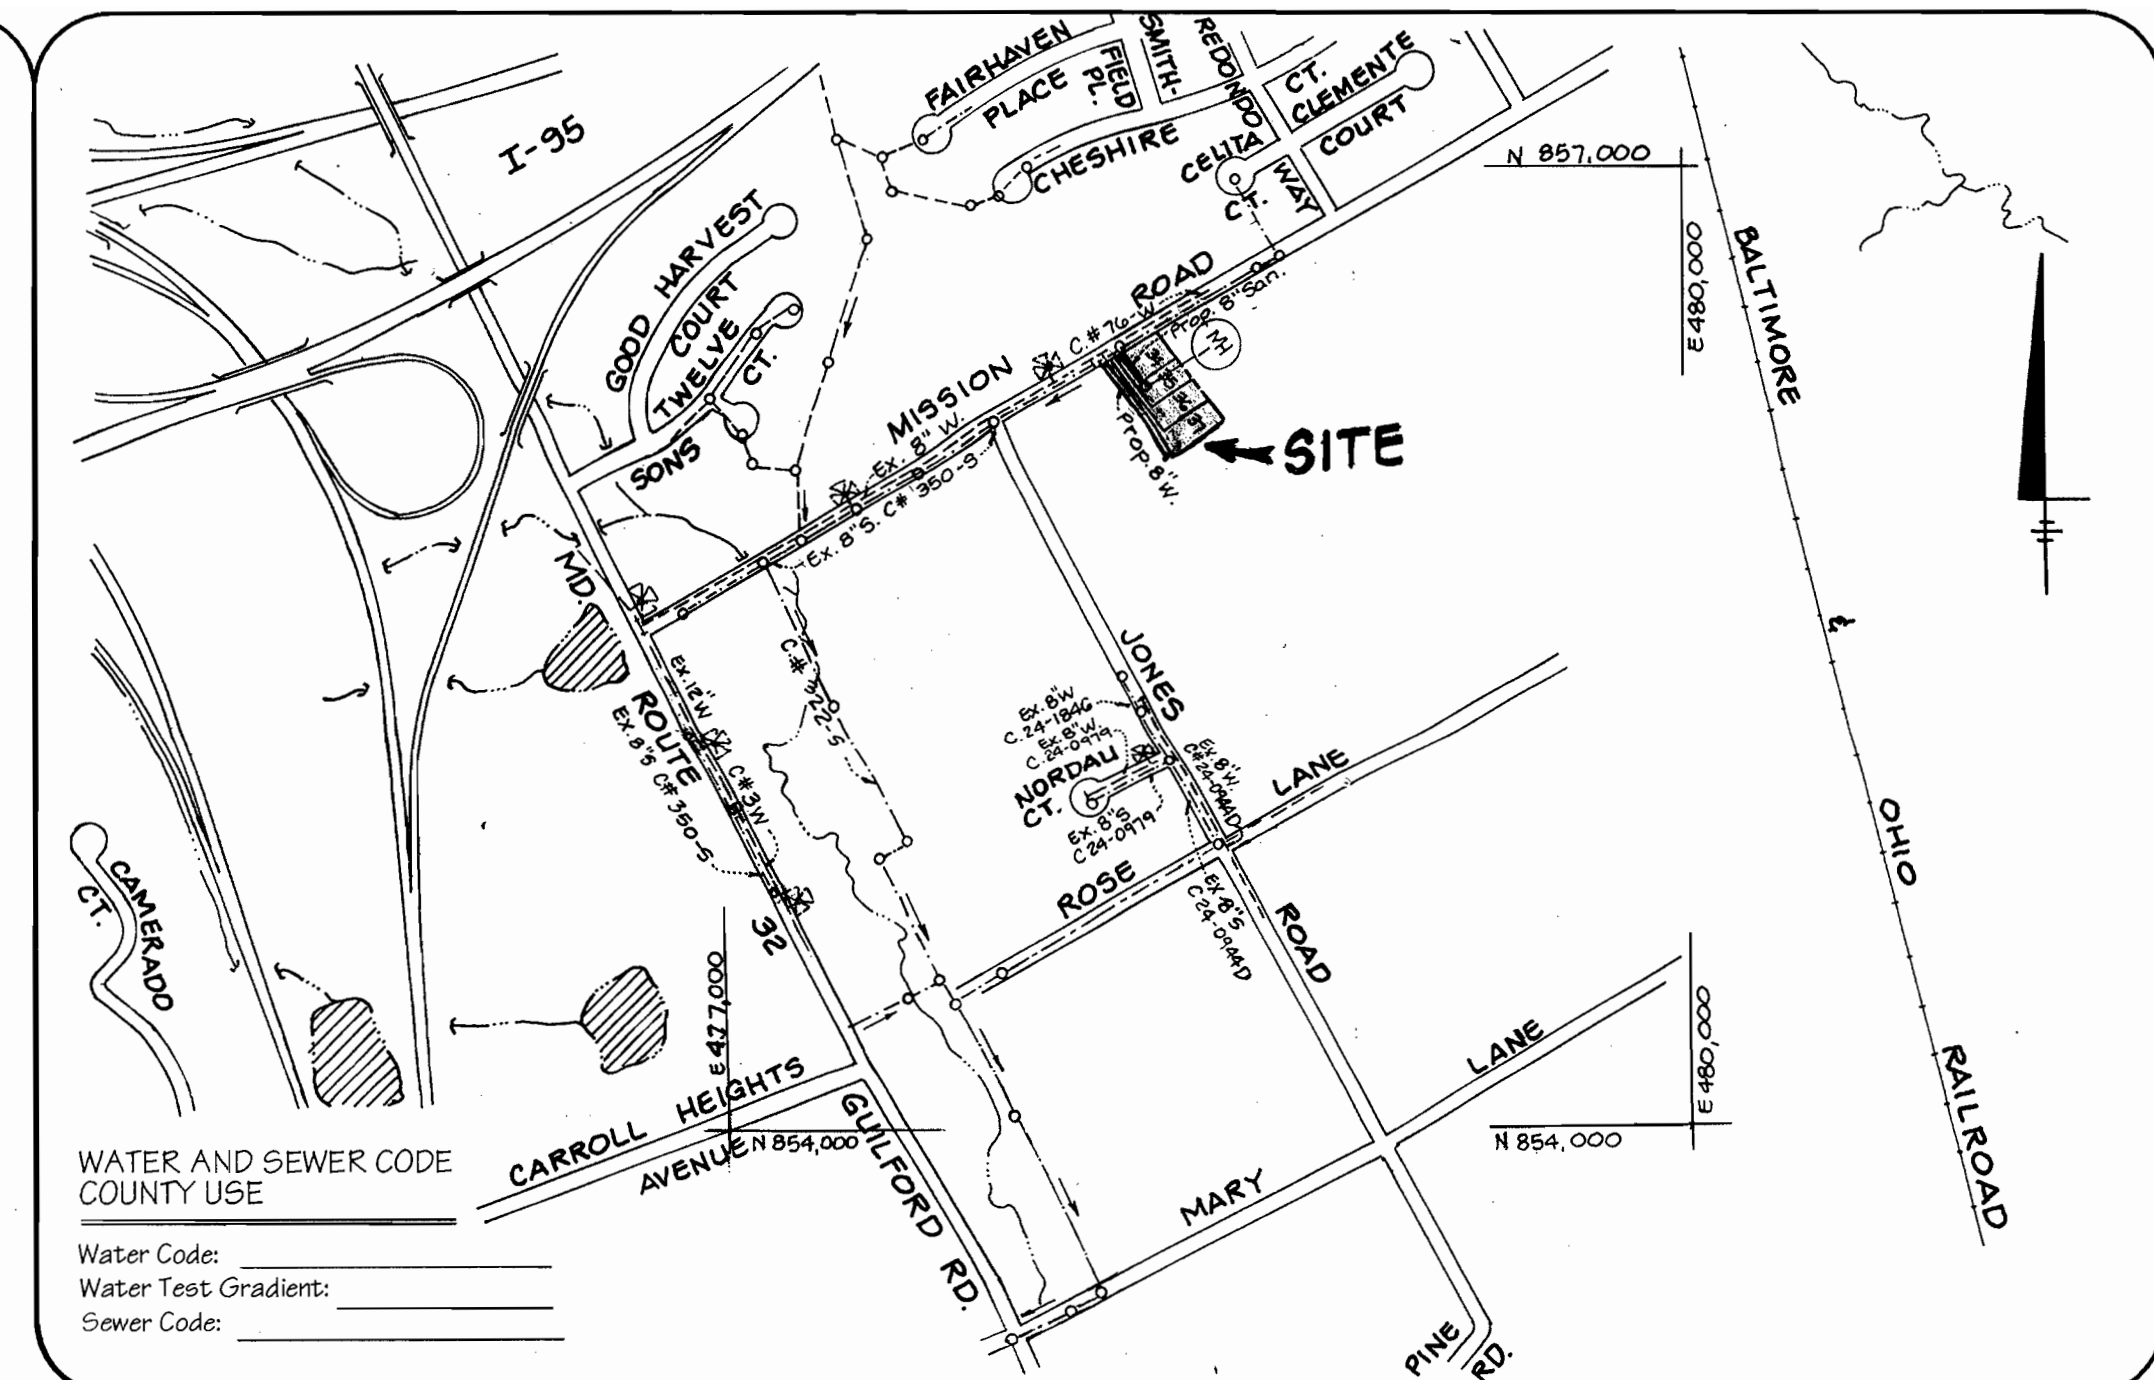 I-95
FAIRHAVEN
PLACE
FIELD
PL.
SMITH-
REDONDO
CT.
CLEMENTE
COURT
CHESHIRE
CELITA
CT.
WAY
N 857,000
E 480,000
BALTIMORE
&
OHIO
RAILROAD
GOOD HARVEST
COURT
TWELVE
CT.
SONS
MISSION
ROAD
C.# 76-W
Prop. 8" San.
MH
Prop. 8" W.
SITE
Ex. 8" W.
Ex. 8" S. C# 350-S
MD.
ROUTE
32
Ex. 12" W
C#3W
Ex. 8"S C# 350-S
C.# 322-S
JONES
ROAD
Ex. 8"W
C. 24-1846
Ex. 8"W.
C. 24-0979
NORDAU
CT.
Ex. 8"S
C 24-0979
Ex. 8"W.
C#24-0944D
LANE
ROSE
Ex. 8"S
C 24-0944D
CAMERADO
CT.
E 477,000
N 854,000
CARROLL HEIGHTS
AVENUE
GUILFORD RD.
MARY
LANE
E 480,000
N 854,000
PINE
RD.
WATER AND SEWER CODE
COUNTY USE
Water Code:
Water Test Gradient:
Sewer Code: